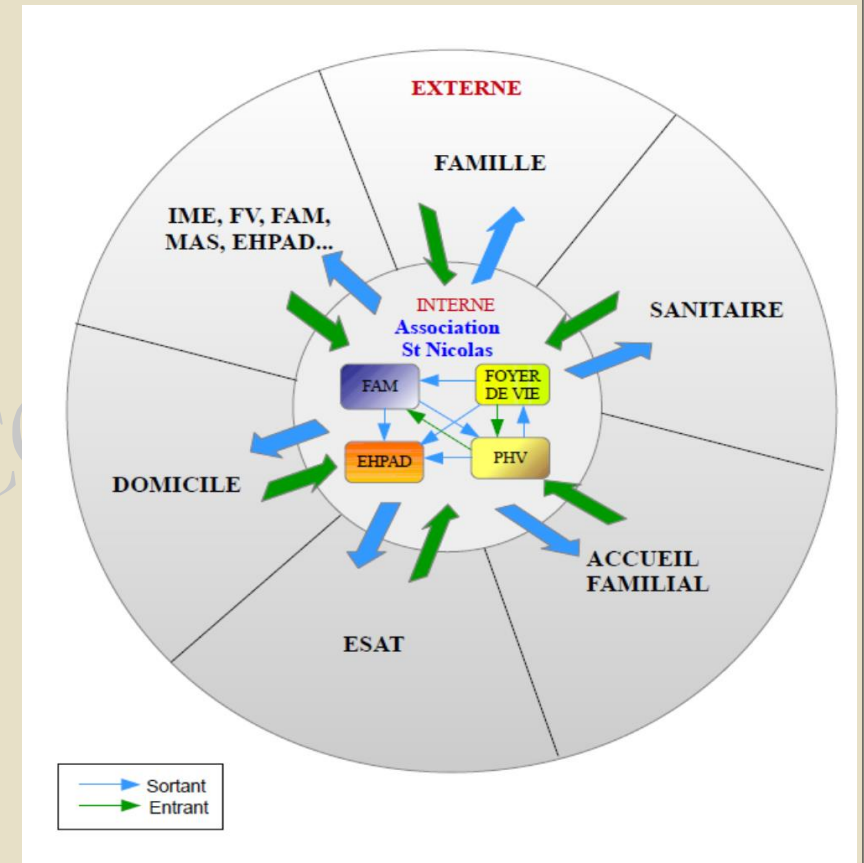 EXTERNE
FAMILLE
IME, FV, FAM,
MAS, EHPAD...
SANITAIRE
INTERNE
Association
St Nicolas
FAM
FOYER
DE VIE
EHPAD
PHV
DOMICILE
ACCUEIL
FAMILIAL
ESAT
Sortant
Entrant